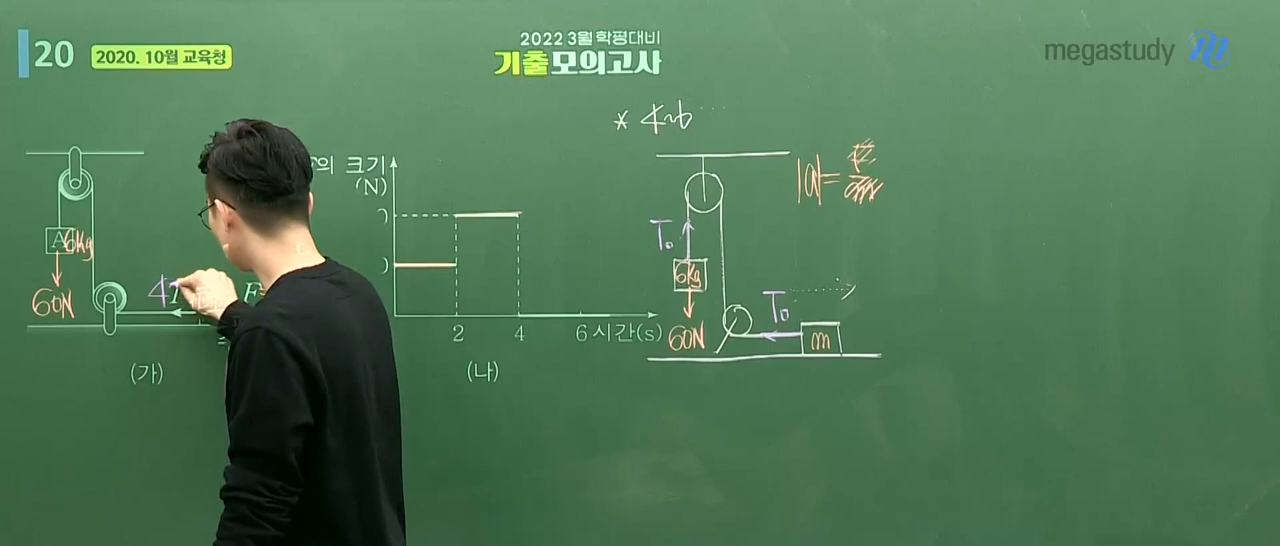 20
2020. 10월 교육청
2022 3월 학평대비
기출모의고사
megastudy
* 4~6 ....
의 크기
(N)
A 6kg
60N
F
2
4
6 시간(s)
(가)
(나)
T₀
6kg
60N
T₀
m
|a|=